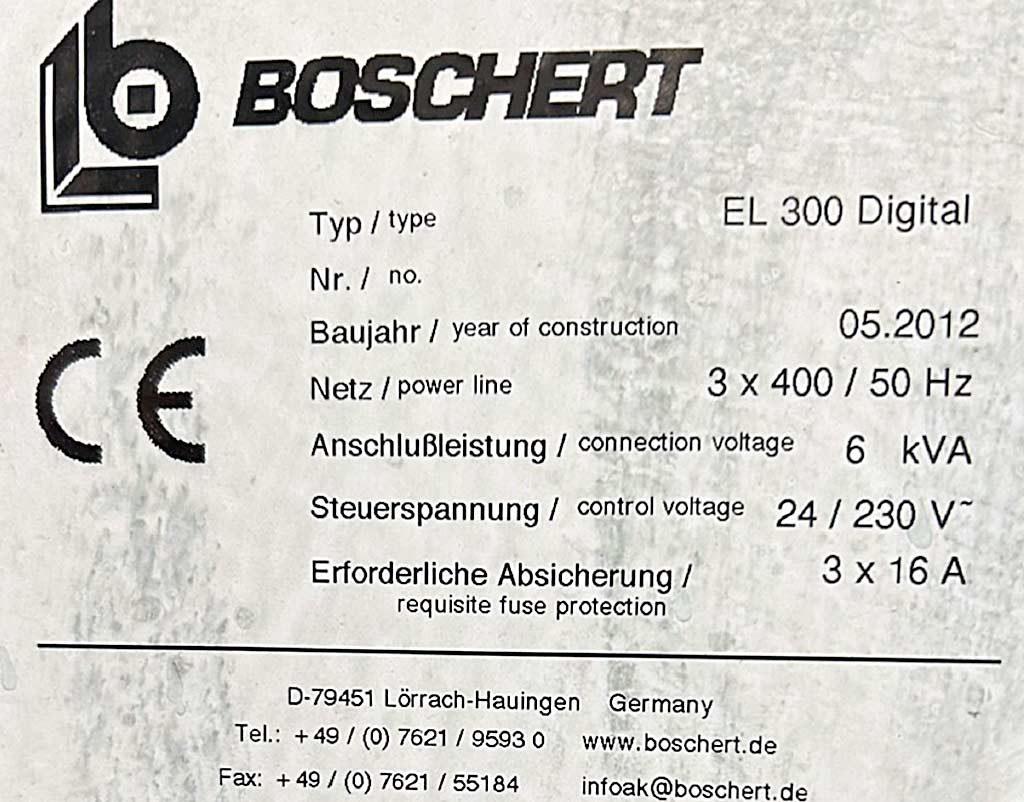 BOSCHERT
Typ / type EL 300 Digital
Nr. / no.
Baujahr / year of construction 05.2012
Netz / power line 3 x 400 / 50 Hz
Anschlußleistung / connection voltage 6 kVA
Steuerspannung / control voltage 24 / 230 V~
Erforderliche Absicherung / 3 x 16 A
requisite fuse protection
CE
D-79451 Lörrach-Hauingen Germany
Tel.: +49 / (0) 7621 / 9593 0 www.boschert.de
Fax: +49 / (0) 7621 / 55184 infoak@boschert.de